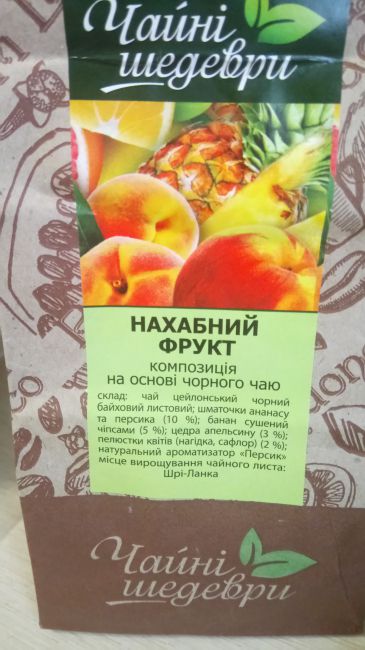 Чайні
шедеври
НАХАБНИЙ
ФРУКТ
композиція
на основі чорного чаю
склад: чай цейлонський чорний
байховий листовий; шматочки ананасу
та персика (10 %); банан сушений
чіпсами (5 %); цедра апельсину (3 %);
пелюстки квітів (нагідка, сафлор) (2 %);
натуральний ароматизатор «Персик»
місце вирощування чайного листа:
Шрі-Ланка
Чайні
шедеври